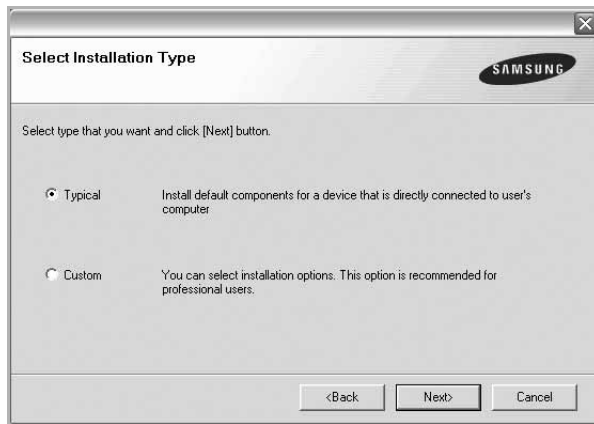 Select Installation Type
SAMSUNG
Select type that you want and click [Next] button.
Typical
Install default components for a device that is directly connected to user's
computer
Custom
You can select installation options. This option is recommended for
professional users.
<Back
Next>
Cancel